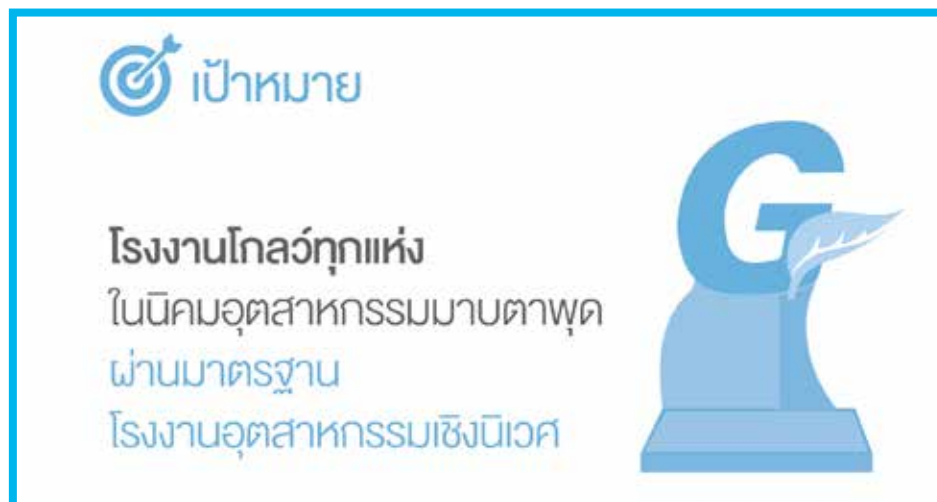 เป้าหมาย
โรงงานโกลว์ทุกแห่ง
ในนิคมอุตสาหกรรมมาบตาพุด
ผ่านมาตรฐาน
โรงงานอุตสาหกรรมเชิงนิเวศ
G